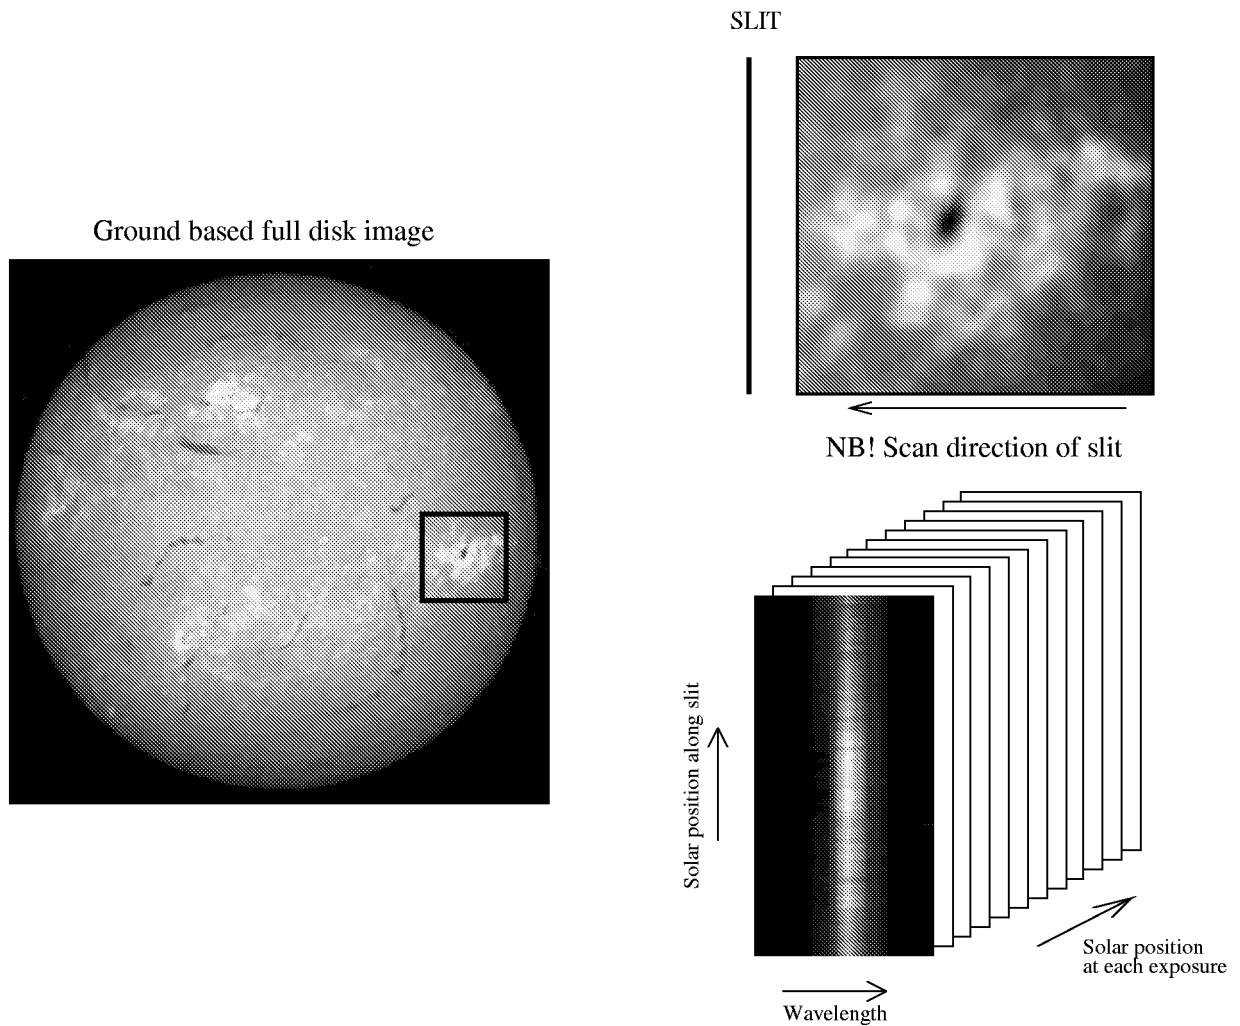 SLIT
Ground based full disk image
NB! Scan direction of slit
Solar position along slit
Solar position
at each exposure
Wavelength